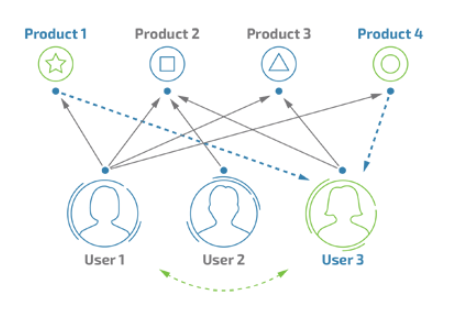 Product 1
Product 2
Product 3
Product 4
User 1
User 2
User 3